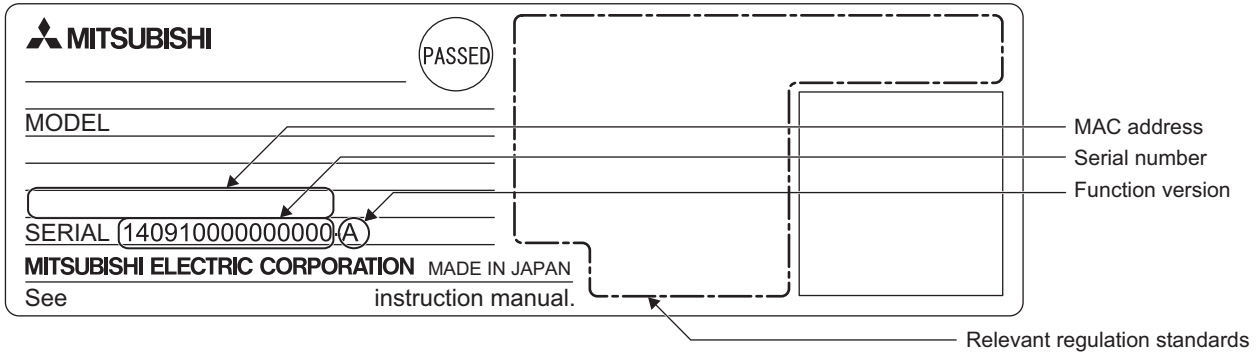 MITSUBISHI
PASSED
MODEL
MAC address
Serial number
Function version
SERIAL 140910000000000-A
MITSUBISHI ELECTRIC CORPORATION MADE IN JAPAN
See instruction manual.
Relevant regulation standards